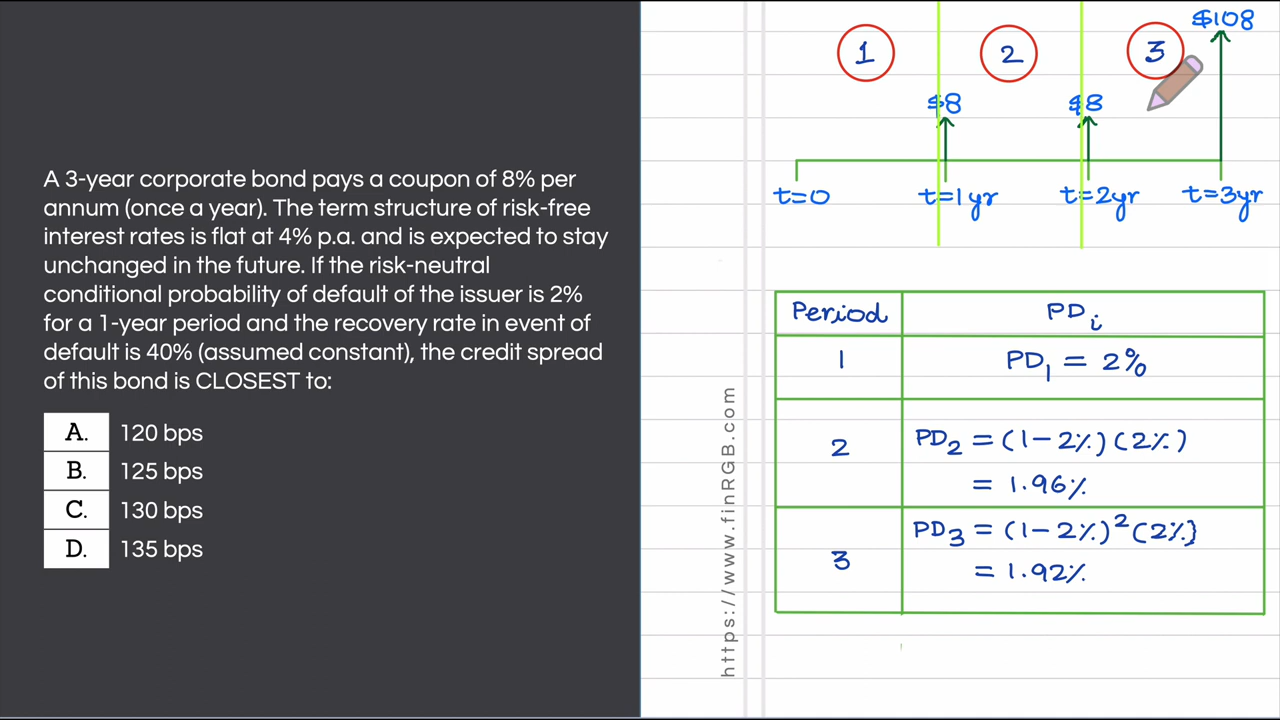 A 3-year corporate bond pays a coupon of 8% per
annum (once a year). The term structure of risk-free
interest rates is flat at 4% p.a. and is expected to stay
unchanged in the future. If the risk-neutral
conditional probability of default of the issuer is 2%
for a 1-year period and the recovery rate in event of
default is 40% (assumed constant), the credit spread
of this bond is CLOSEST to:
A. 120 bps
B. 125 bps
C. 130 bps
D. 135 bps
https://www.finRGB.com
$108
1 2 3
$8 $8
t=0 t=1yr t=2yr t=3yr
Period PDi
1 PD1 = 2%
2 PD2 = (1-2%)(2%)
= 1.96%
3 PD3 = (1-2%)²(2%)
= 1.92%